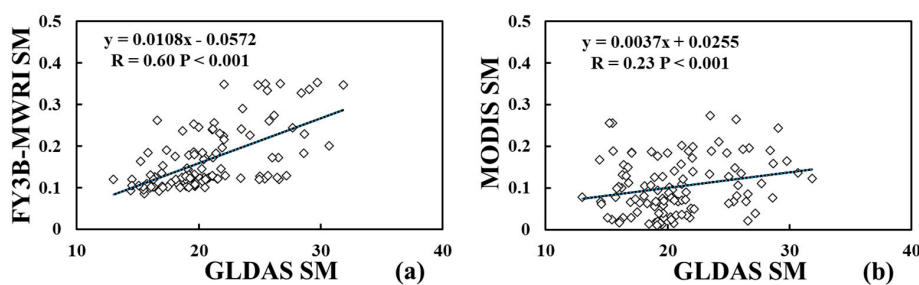 0.5
0.4
0.3
0.2
0.1
0
FY3B-MWRI SM
y = 0.0108x - 0.0572
R = 0.60 P < 0.001
10 20 30 40
GLDAS SM (a)
0.5
0.4
0.3
0.2
0.1
0
MODIS SM
y = 0.0037x + 0.0255
R = 0.23 P < 0.001
10 20 30 40
GLDAS SM (b)